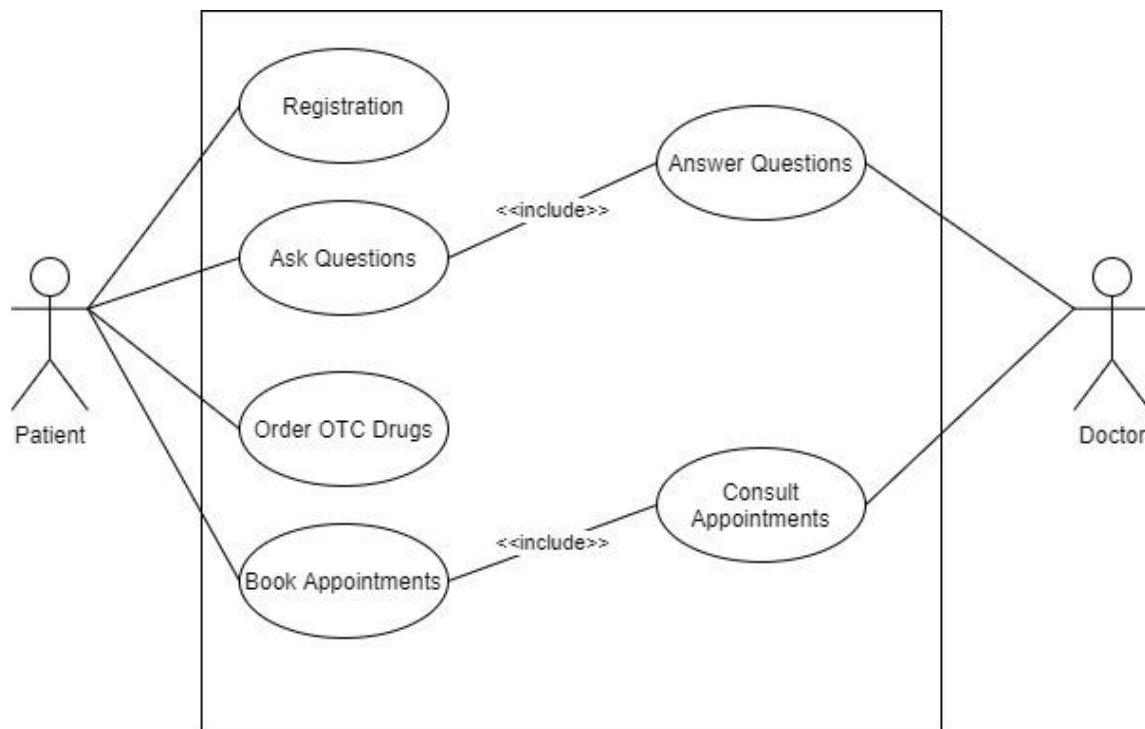 Registration
Answer Questions
<<include>>
Ask Questions
Patient
Order OTC Drugs
Doctor
Consult
Appointments
<<include>>
Book Appointments